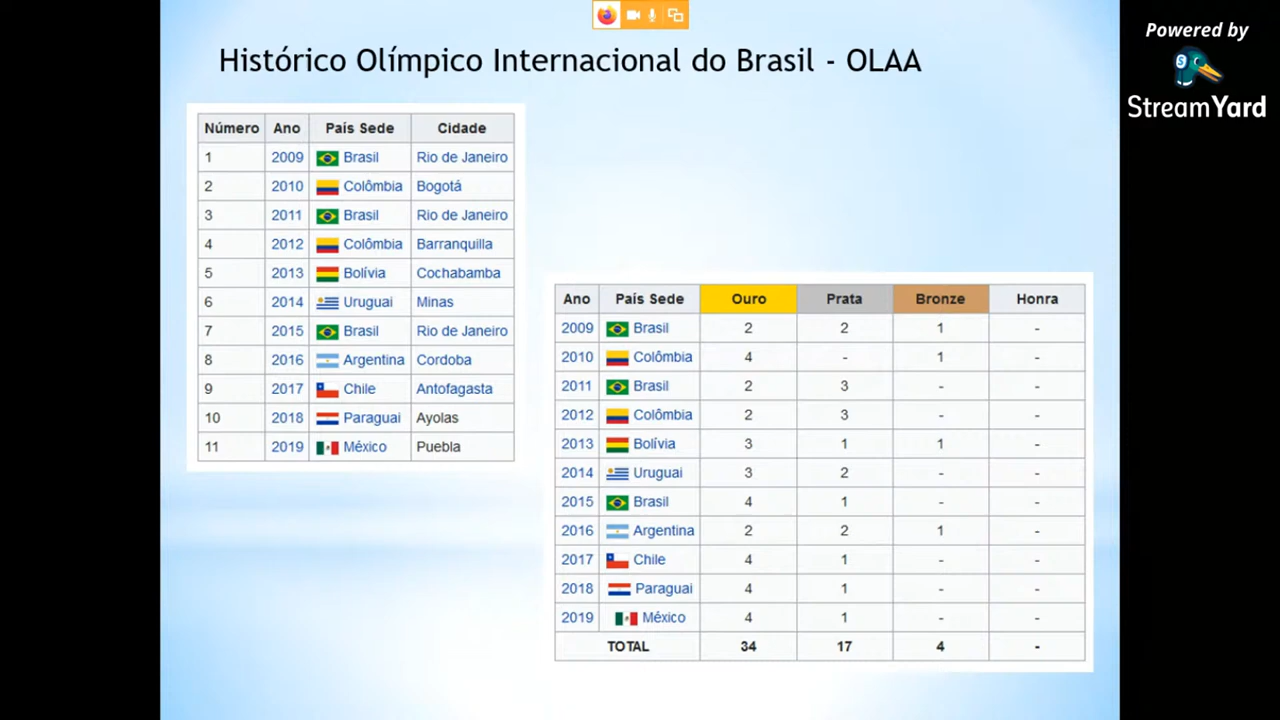 Powered by
StreamYard
Histórico Olímpico Internacional do Brasil - OLAA
Número Ano País Sede Cidade
1 2009 Brasil Rio de Janeiro
2 2010 Colômbia Bogotá
3 2011 Brasil Rio de Janeiro
4 2012 Colômbia Barranquilla
5 2013 Bolívia Cochabamba
6 2014 Uruguai Minas
7 2015 Brasil Rio de Janeiro
8 2016 Argentina Cordoba
9 2017 Chile Antofagasta
10 2018 Paraguai Ayolas
11 2019 México Puebla
Ano País Sede Ouro Prata Bronze Honra
2009 Brasil 2 2 1 -
2010 Colômbia 4 - 1 -
2011 Brasil 2 3 - -
2012 Colômbia 2 3 - -
2013 Bolívia 3 1 1 -
2014 Uruguai 3 2 - -
2015 Brasil 4 1 - -
2016 Argentina 2 2 1 -
2017 Chile 4 1 - -
2018 Paraguai 4 1 - -
2019 México 4 1 - -
TOTAL 34 17 4 -